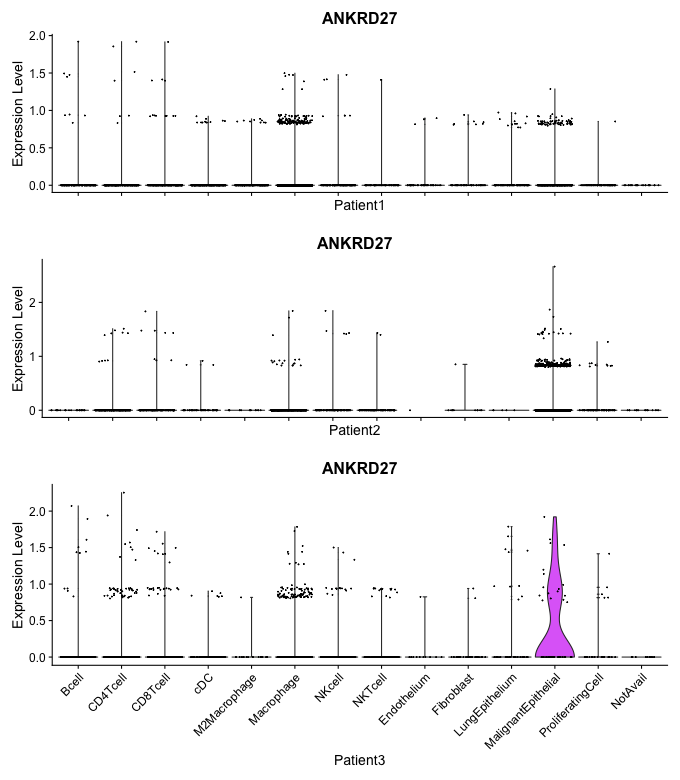 ANKRD27
Expression Level
2.0
1.5
1.0
0.5
0.0
Patient1
ANKRD27
Expression Level
2
1
0
Patient2
ANKRD27
Expression Level
2.0
1.5
1.0
0.5
0.0
Bcell
CD4Tcell
CD8Tcell
cDC
M2Macrophage
Macrophage
NKcell
NKTcell
Endothelium
Fibroblast
LungEpithelium
MalignantEpithelial
ProliferatingCell
NotAvail
Patient3